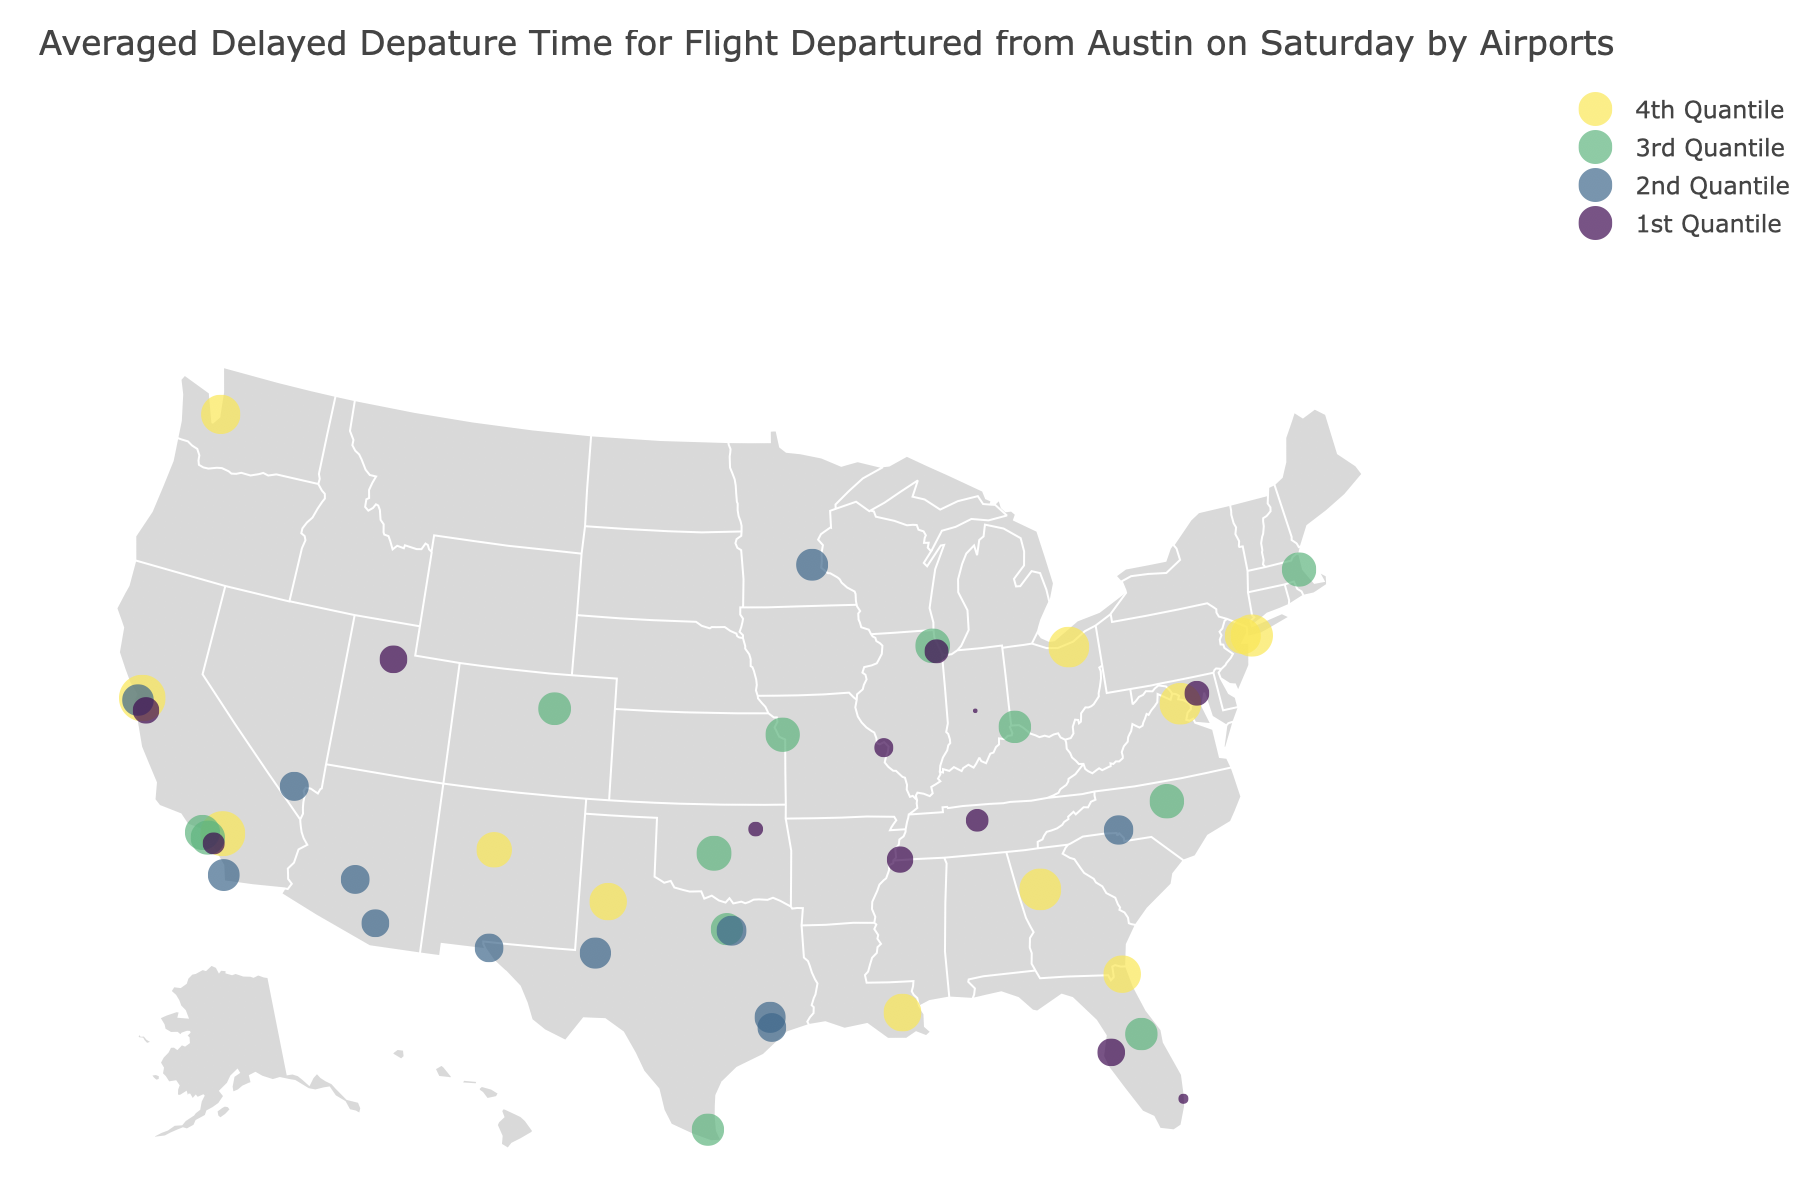 Averaged Delayed Depature Time for Flight Departured from Austin on Saturday by Airports
4th Quantile
3rd Quantile
2nd Quantile
1st Quantile